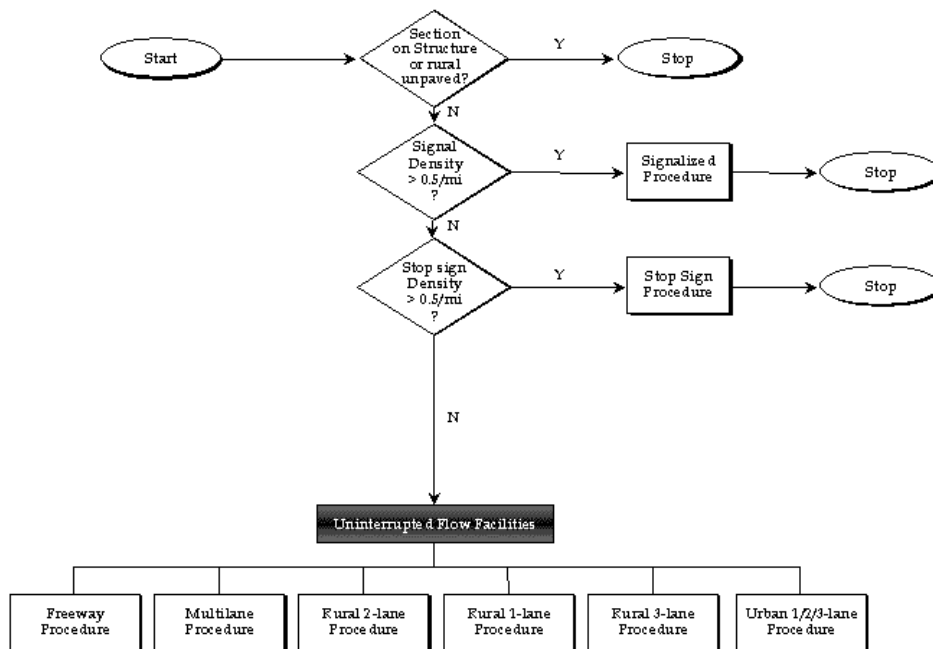 Start
Section
on Structure
or rural
unpaved?
Y
Stop
N
Signal
Density
> 0.5/mi
?
Y
Signalized
Procedure
Stop
N
Stop sign
Density
> 0.5/mi
?
Y
Stop Sign
Procedure
Stop
N
Uninterrupted Flow Facilities
Freeway
Procedure
Multilane
Procedure
Rural 2-lane
Procedure
Rural 1-lane
Procedure
Rural 3-lane
Procedure
Urban 1/2/3-lane
Procedure